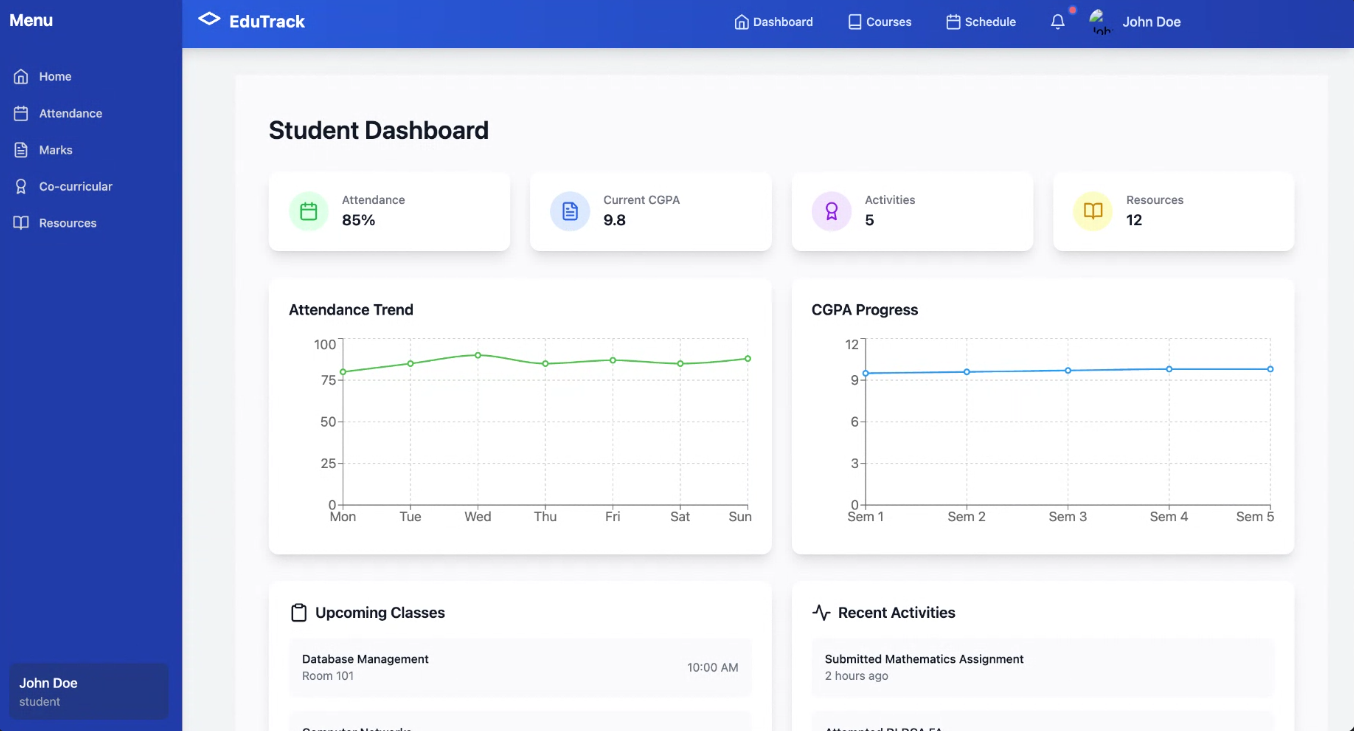 Menu
Home
Attendance
Marks
Co-curricular
Resources
John Doe
student
EduTrack
Dashboard
Courses
Schedule
John Doe
Student Dashboard
Attendance
85%
Current CGPA
9.8
Activities
5
Resources
12
Attendance Trend
100
75
50
25
0
Mon Tue Wed Thu Fri Sat Sun
CGPA Progress
12
9
6
3
0
Sem 1 Sem 2 Sem 3 Sem 4 Sem 5
Upcoming Classes
Database Management
Room 101
10:00 AM
Computer Networks
Recent Activities
Submitted Mathematics Assignment
2 hours ago